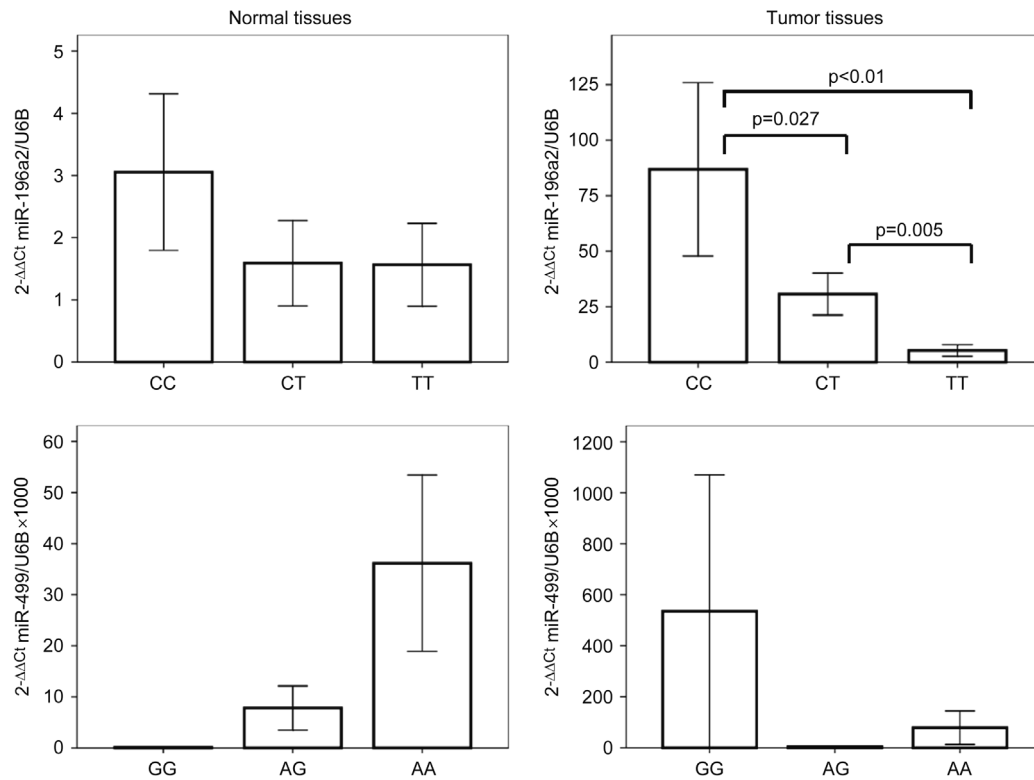 Normal tissues
2-ΔΔCt miR-196a2/U6B
5
4
3
2
1
0
CC CT TT
Tumor tissues
2-ΔΔCt miR-196a2/U6B
125
100
75
50
25
0
p<0.01
p=0.027
p=0.005
CC CT TT
2-ΔΔCt miR-499/U6B×1000
60
50
40
30
20
10
0
GG AG AA
2-ΔΔCt miR-499/U6B×1000
1200
1000
800
600
400
200
0
GG AG AA